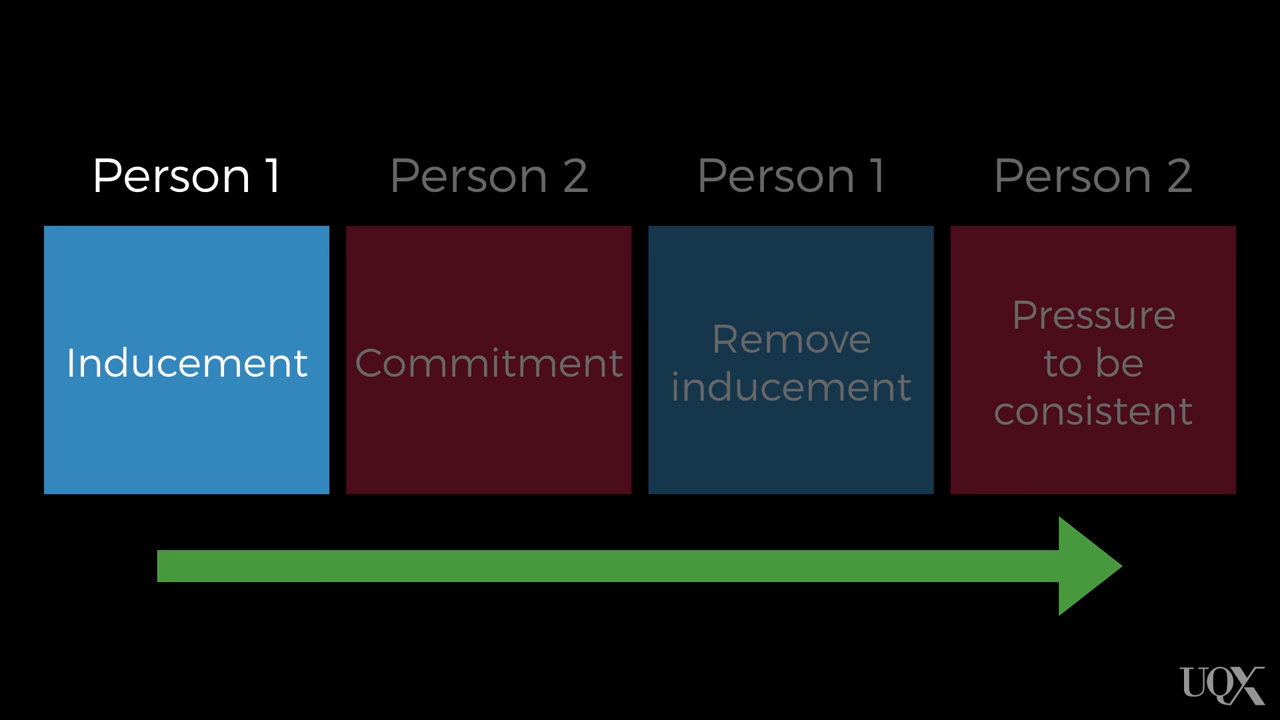 Person 1
Person 2
Person 1
Person 2
Inducement
Commitment
Remove
inducement
Pressure
to be
consistent
UQX